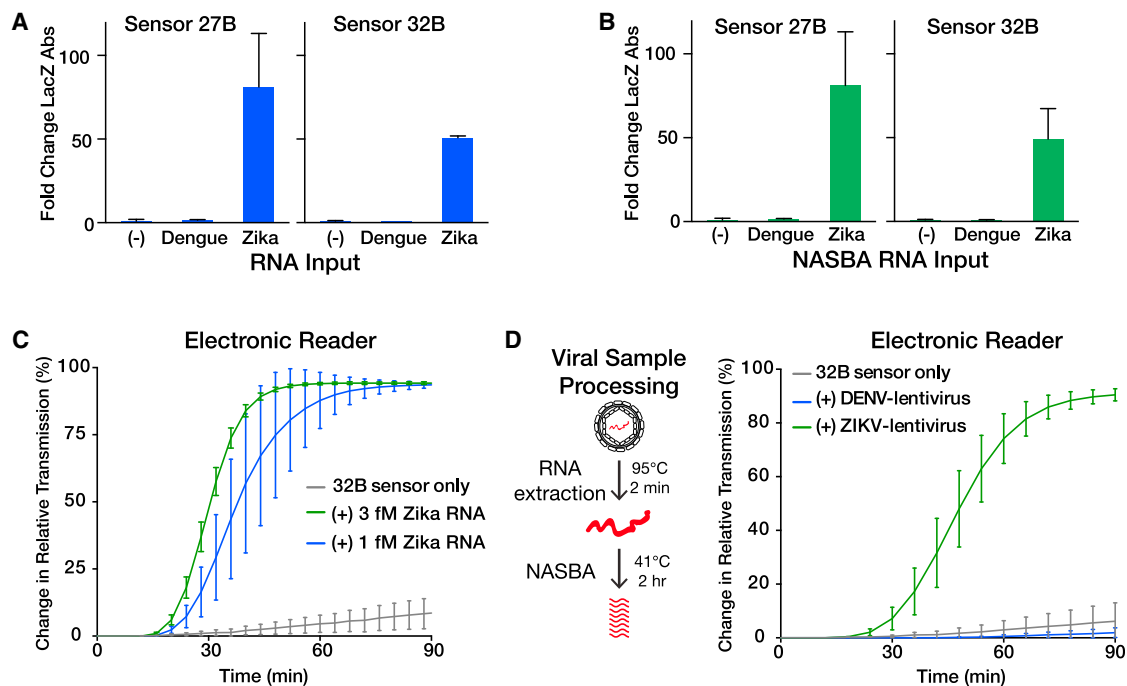 A
Sensor 27B
Sensor 32B
Fold Change LacZ Abs
100
50
0
(-)
Dengue
Zika
(-)
Dengue
Zika
RNA Input
B
Sensor 27B
Sensor 32B
Fold Change LacZ Abs
100
50
0
(-)
Dengue
Zika
(-)
Dengue
Zika
NASBA RNA Input
C
Electronic Reader
Change in Relative Transmission (%)
100
75
50
25
0
32B sensor only
(+) 3 fM Zika RNA
(+) 1 fM Zika RNA
0
30
60
90
Time (min)
D
Viral Sample
Processing
RNA
extraction
95°C
2 min
NASBA
41°C
2 hr
Electronic Reader
Change in Relative Transmission (%)
100
80
60
40
20
0
32B sensor only
(+) DENV-lentivirus
(+) ZIKV-lentivirus
0
30
60
90
Time (min)